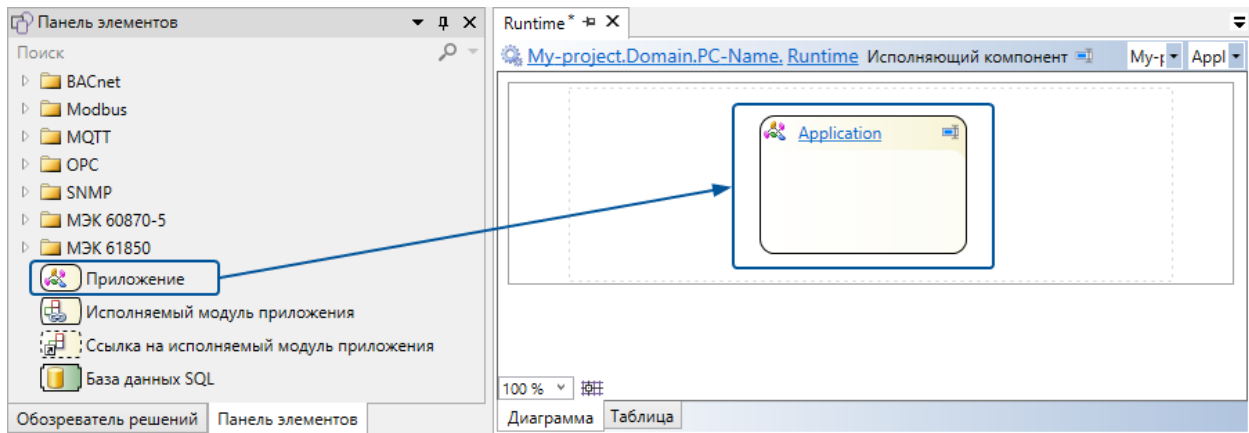 Панель элементов
Поиск
BACnet
Modbus
MQTT
OPC
SNMP
МЭК 60870-5
МЭК 61850
Приложение
Исполняемый модуль приложения
Ссылка на исполняемый модуль приложения
База данных SQL
Обозреватель решений Панель элементов
Runtime*
My-project.Domain.PC-Name. Runtime Исполняющий компонент My-p Appl
Application
100 %
Диаграмма Таблица